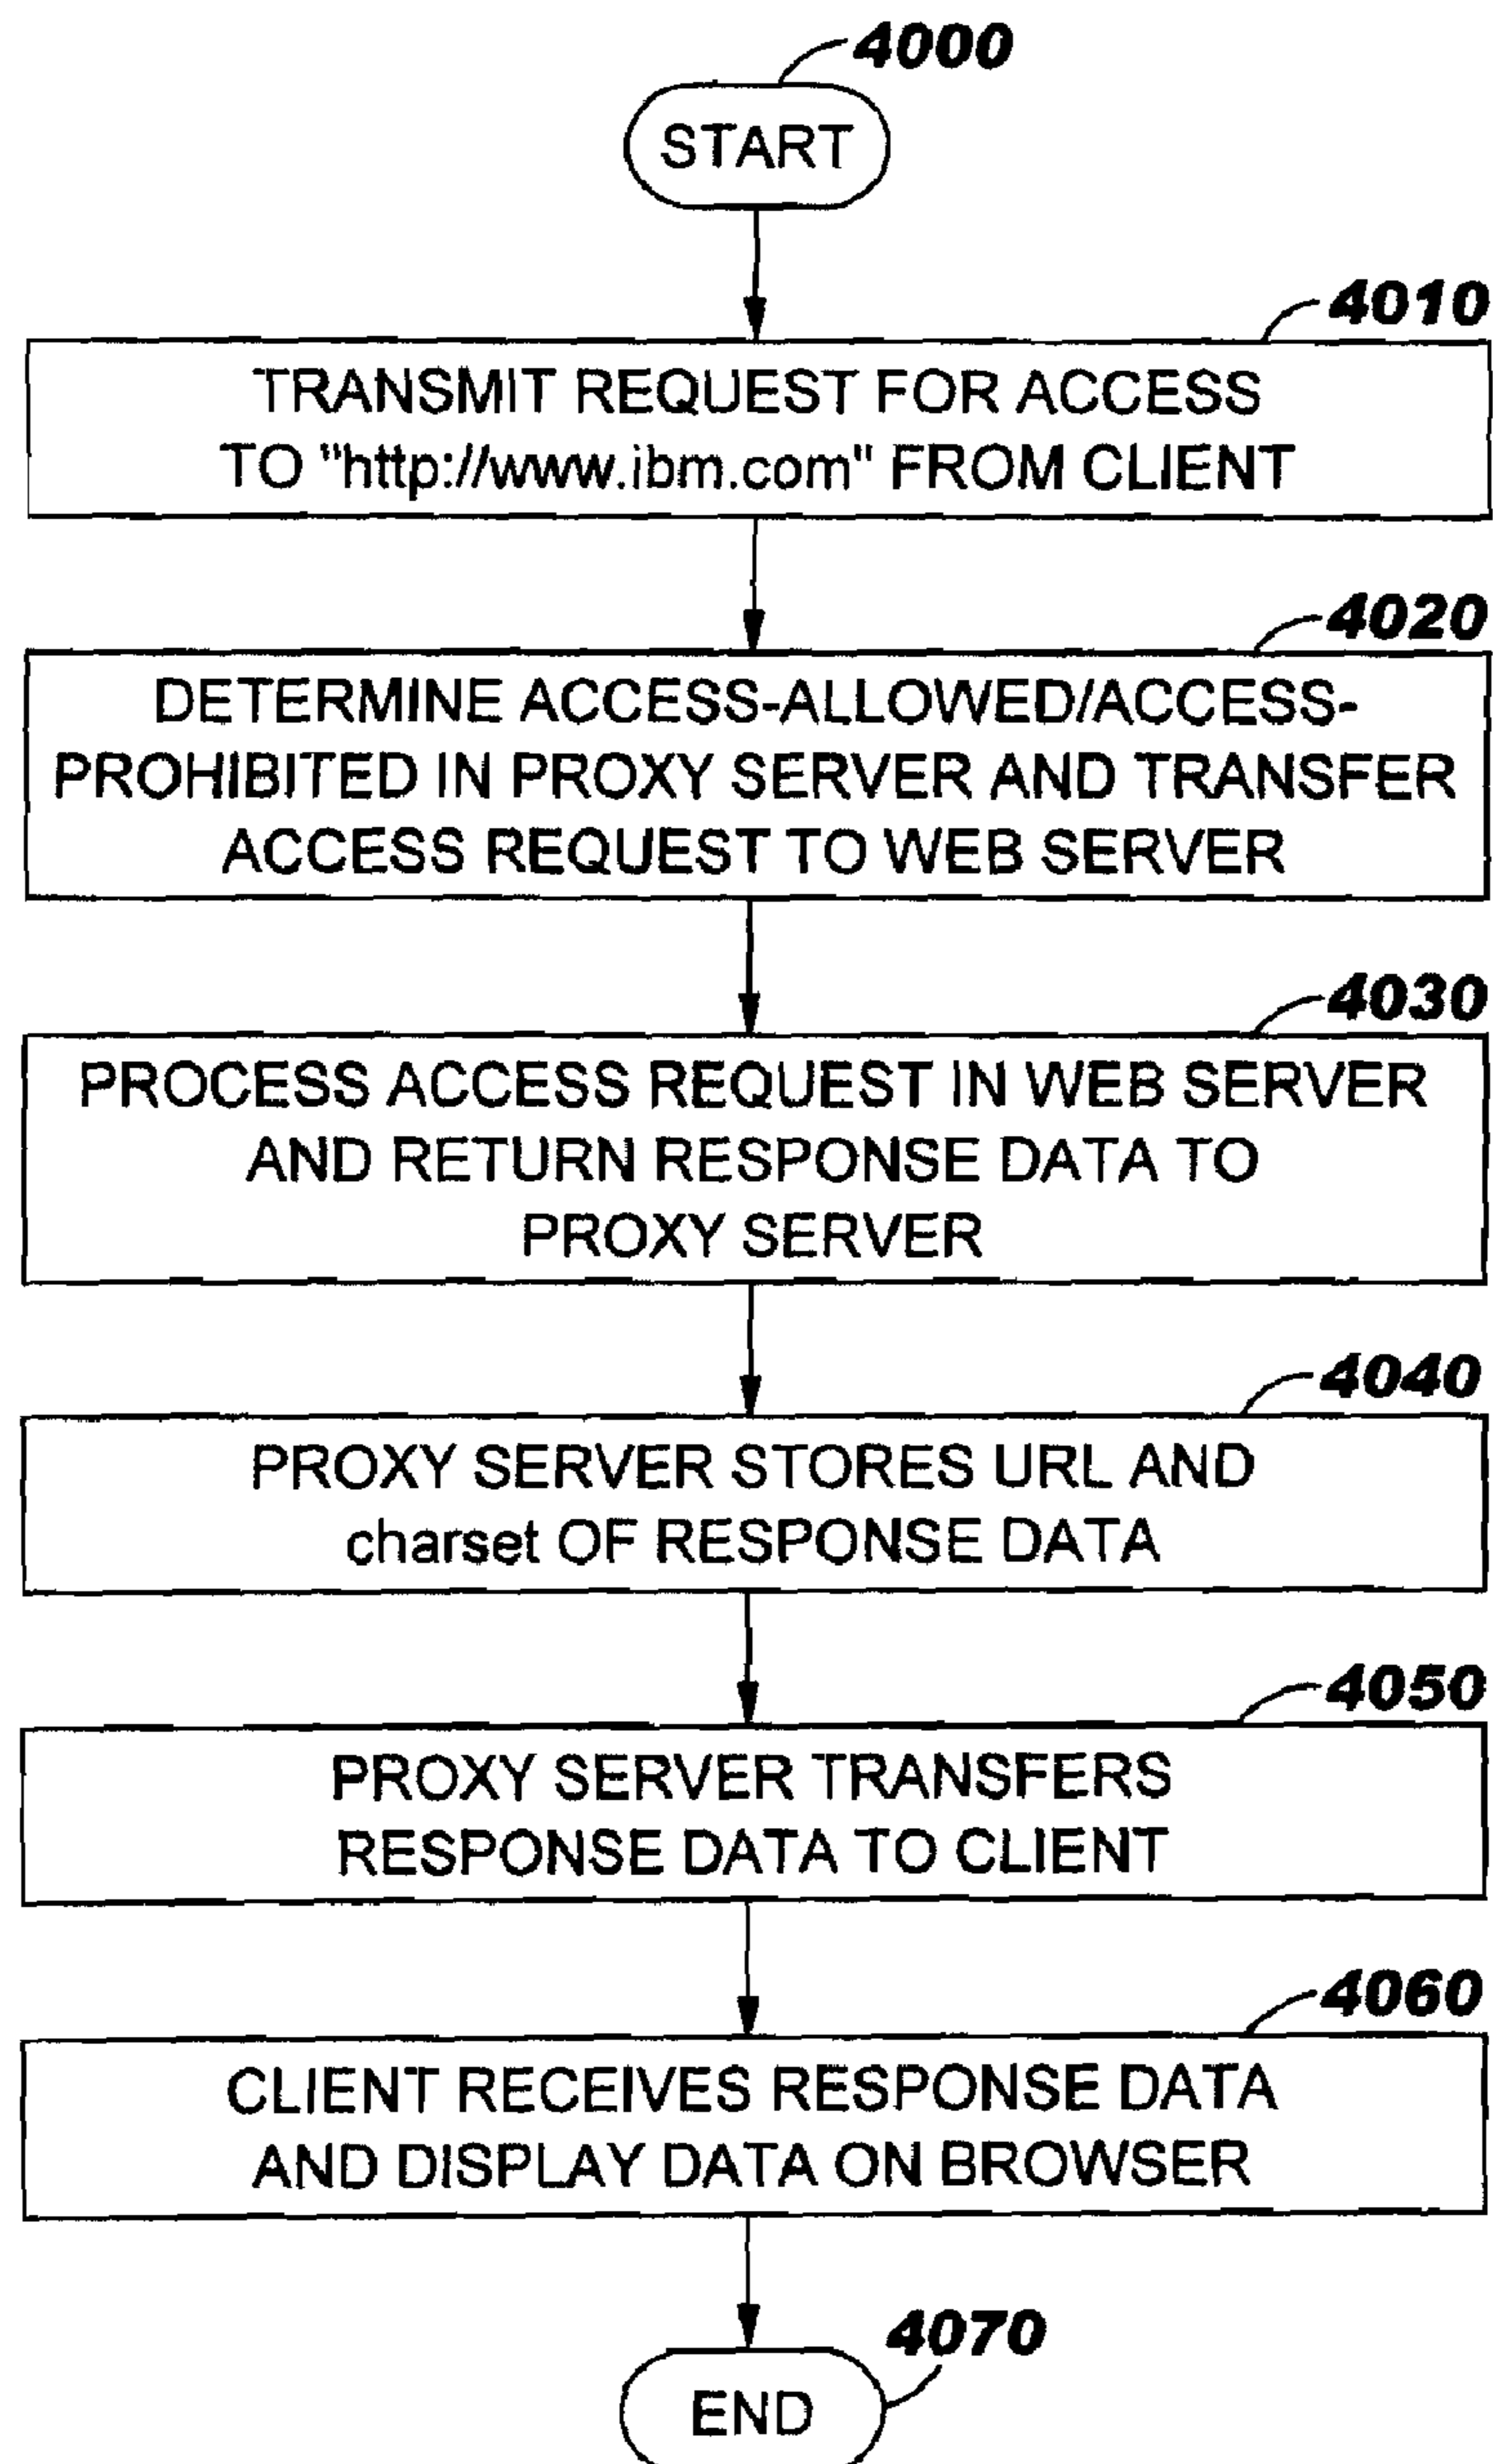 4000
START
4010
TRANSMIT REQUEST FOR ACCESS
TO "http://www.ibm.com" FROM CLIENT
4020
DETERMINE ACCESS-ALLOWED/ACCESS-
PROHIBITED IN PROXY SERVER AND TRANSFER
ACCESS REQUEST TO WEB SERVER
4030
PROCESS ACCESS REQUEST IN WEB SERVER
AND RETURN RESPONSE DATA TO
PROXY SERVER
4040
PROXY SERVER STORES URL AND
charset OF RESPONSE DATA
4050
PROXY SERVER TRANSFERS
RESPONSE DATA TO CLIENT
4060
CLIENT RECEIVES RESPONSE DATA
AND DISPLAY DATA ON BROWSER
4070
END